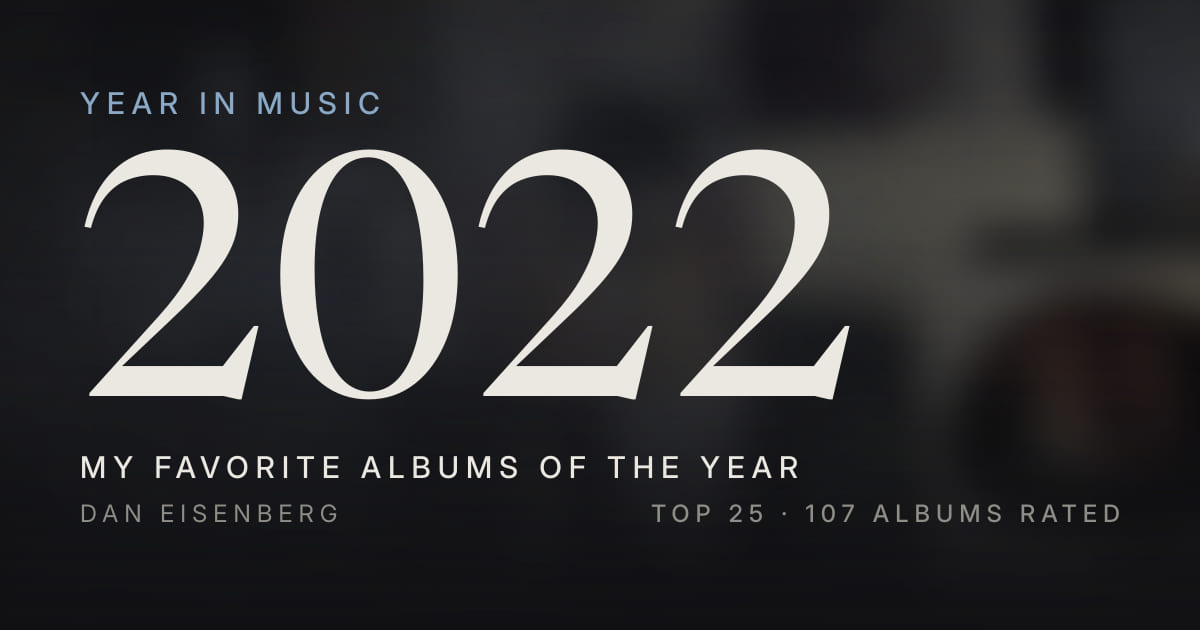 YEAR IN MUSIC
2022
MY FAVORITE ALBUMS OF THE YEAR
DAN EISENBERG
TOP 25 · 107 ALBUMS RATED